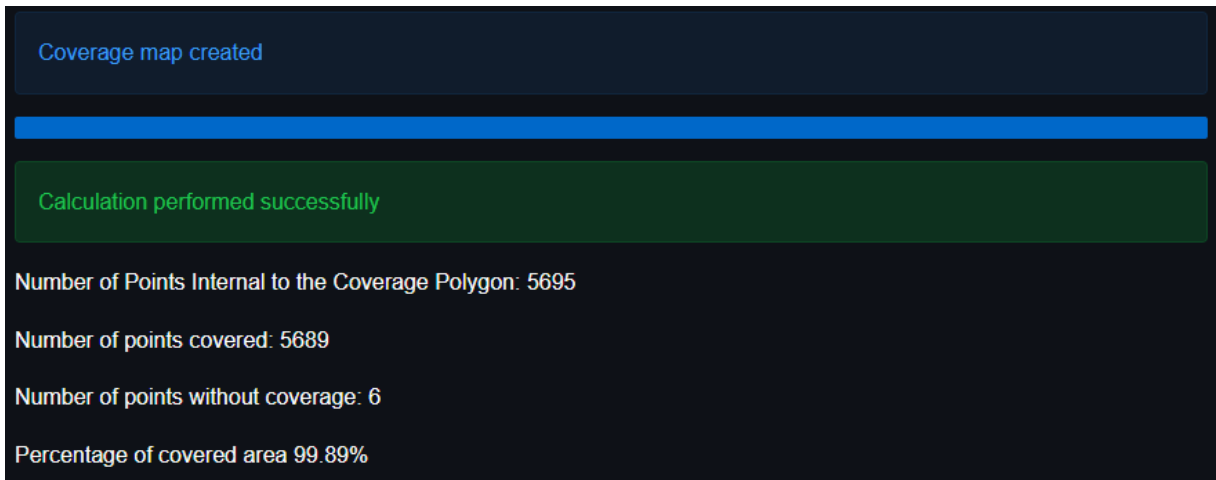 Coverage map created
Calculation performed successfully
Number of Points Internal to the Coverage Polygon: 5695
Number of points covered: 5689
Number of points without coverage: 6
Percentage of covered area 99.89%